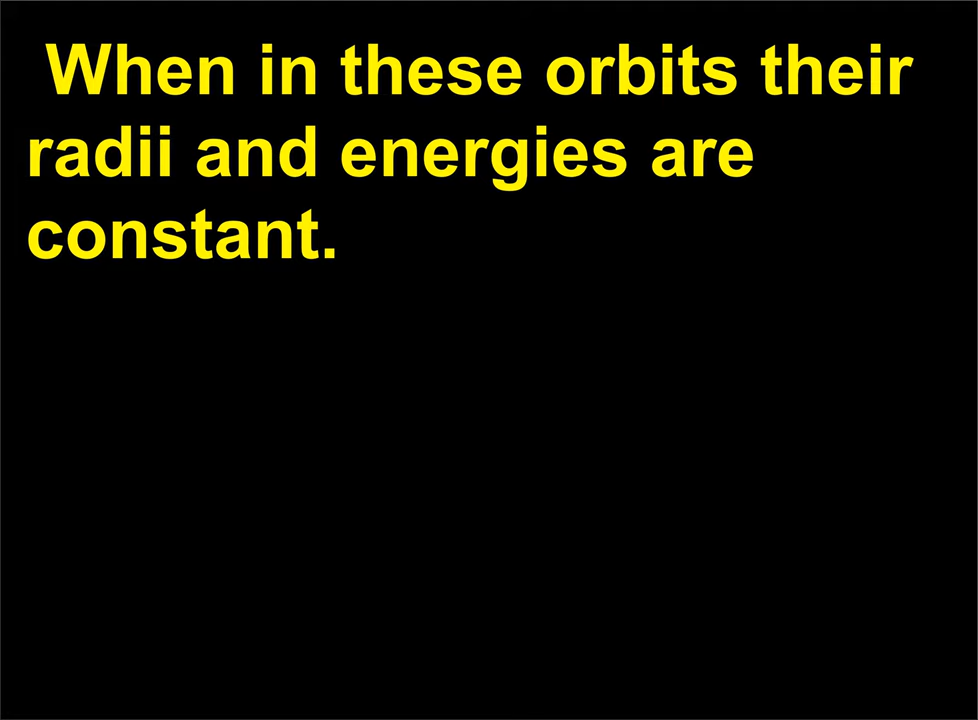 When in these orbits their
radii and energies are
constant.